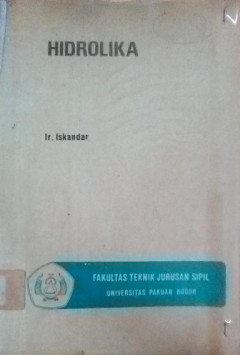 HIDROLIKA
Ir. Iskandar
FAKULTAS TEKNIK JURUSAN SIPIL
UNIVERSITAS PAKUAN BOGOR